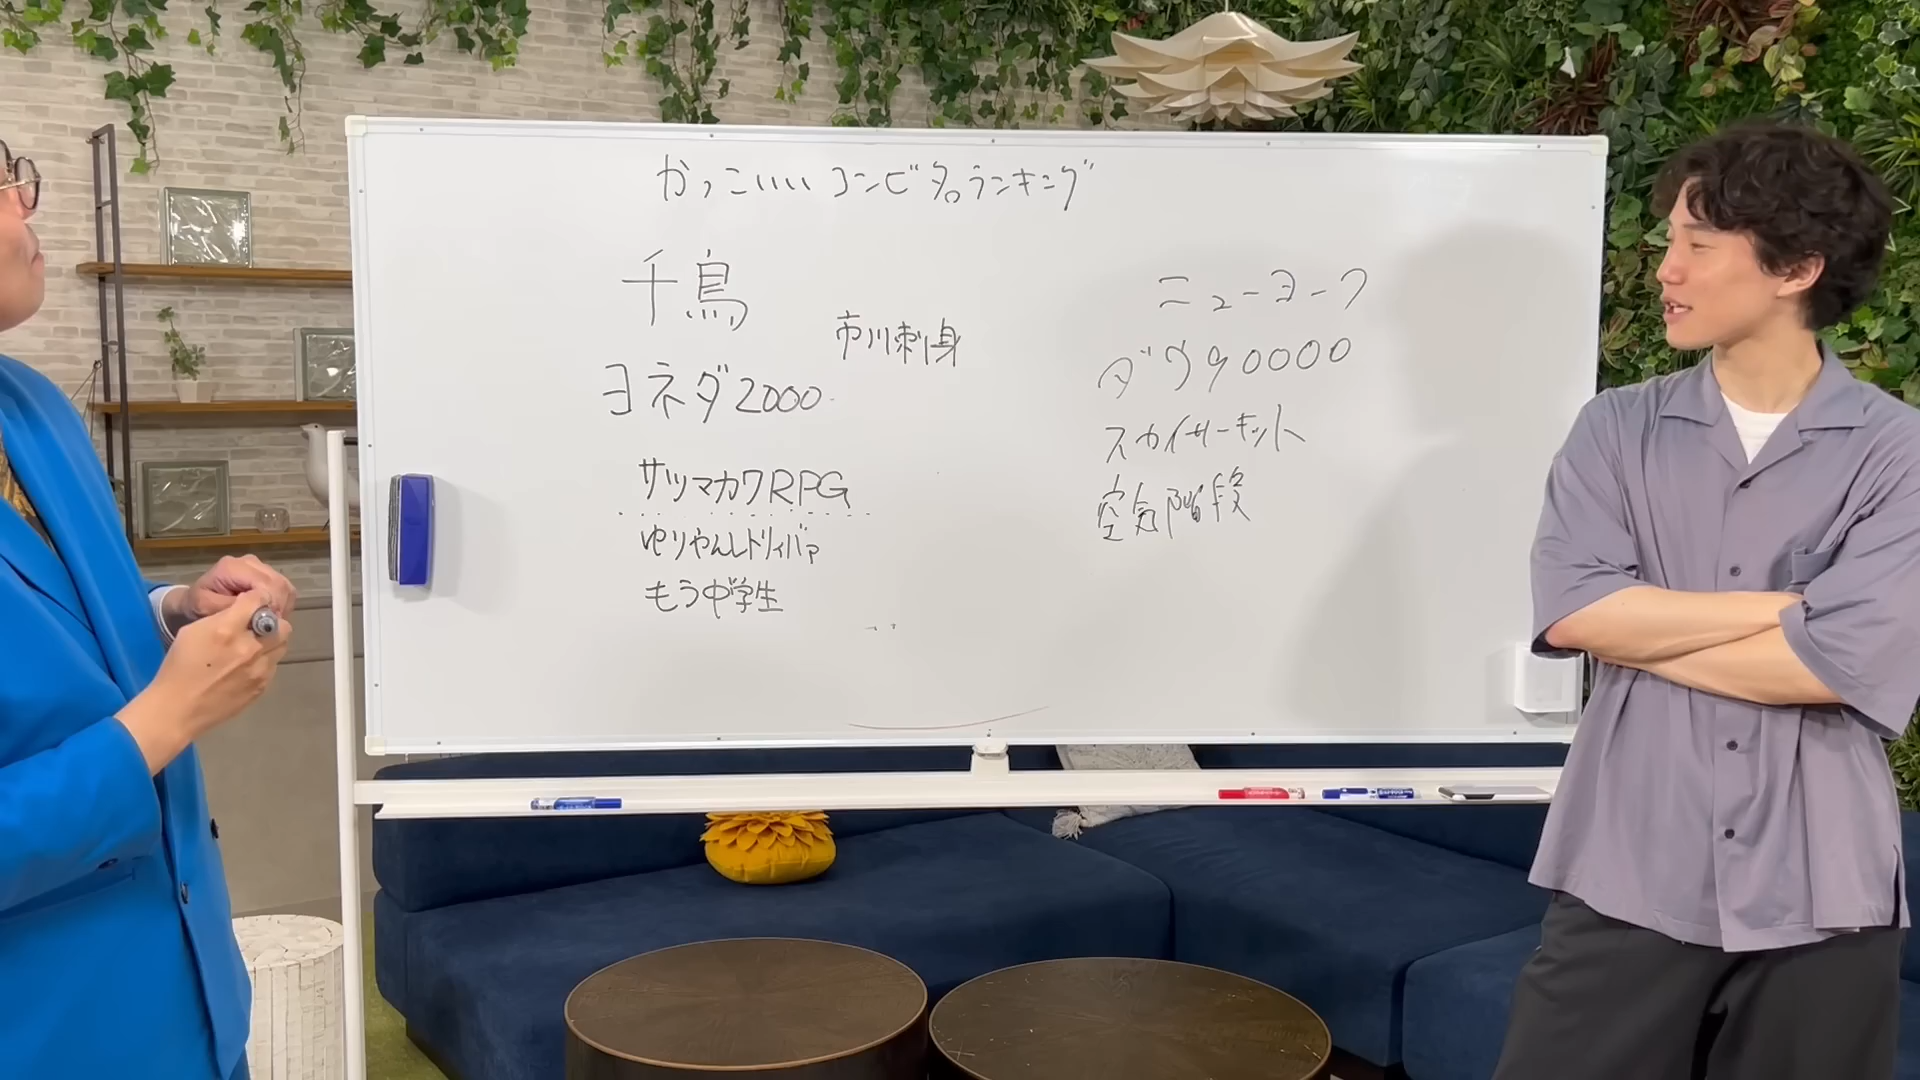 かっこいいコンビ名ランキング
千鳥
市川刺身
ヨネダ2000
サツマカワRPG
ゆりやんレトリィバァ
もう中学生
ニューヨーク
ダウ90000
スカイサーキット
空気階段